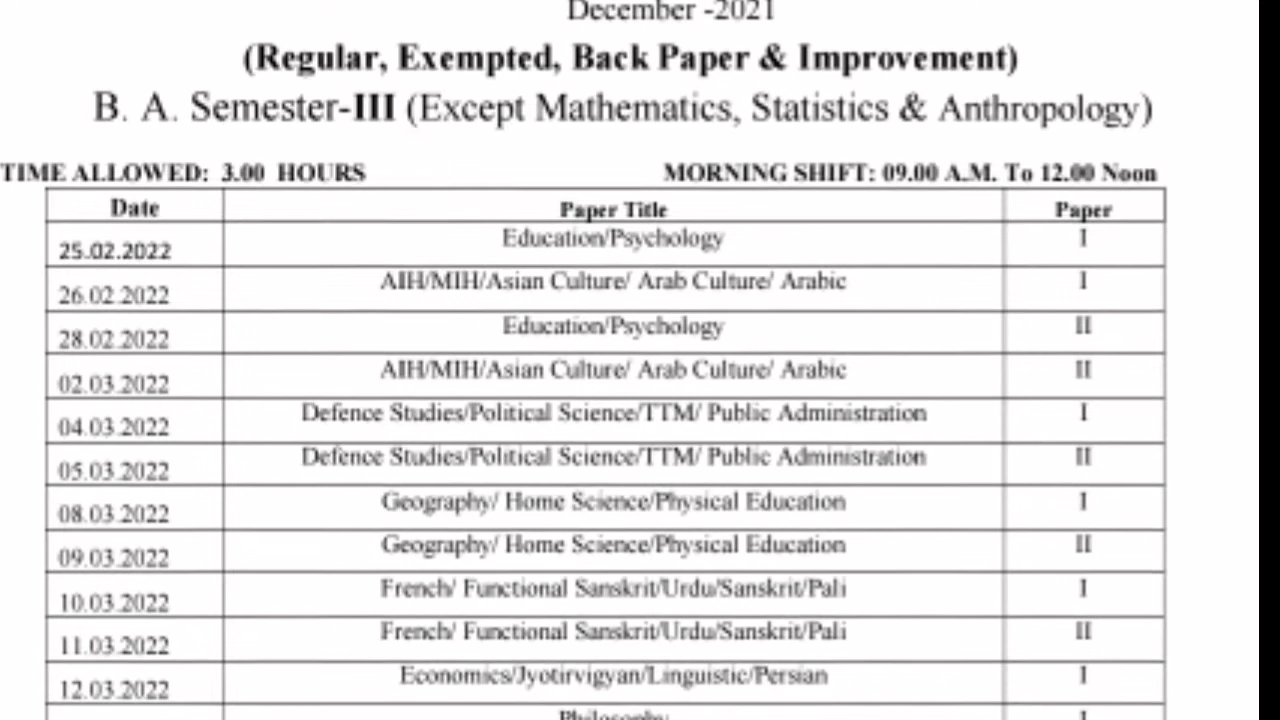 December -2021
(Regular, Exempted, Back Paper & Improvement)
B. A. Semester-III (Except Mathematics, Statistics & Anthropology)
TIME ALLOWED: 3.00 HOURS MORNING SHIFT: 09.00 A.M. To 12.00 Noon
Date Paper Title Paper
25.02.2022 Education/Psychology I
26.02.2022 AIH/MIH/Asian Culture/ Arab Culture/ Arabic I
28.02.2022 Education/Psychology II
02.03.2022 AIH/MIH/Asian Culture/ Arab Culture/ Arabic II
04.03.2022 Defence Studies/Political Science/TTM/ Public Administration I
05.03.2022 Defence Studies/Political Science/TTM/ Public Administration II
08.03.2022 Geography/ Home Science/Physical Education I
09.03.2022 Geography/ Home Science/Physical Education II
10.03.2022 French/ Functional Sanskrit/Urdu/Sanskrit/Pali I
11.03.2022 French/ Functional Sanskrit/Urdu/Sanskrit/Pali II
12.03.2022 Economics/Jyotirvigyan/Linguistic/Persian I
Philosophy I